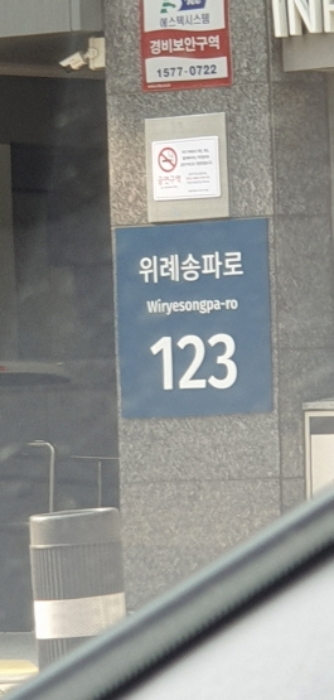 에스텍시스템
경비보안구역
1577-0722
금연구역
위례송파로
Wiryesongpa-ro
123